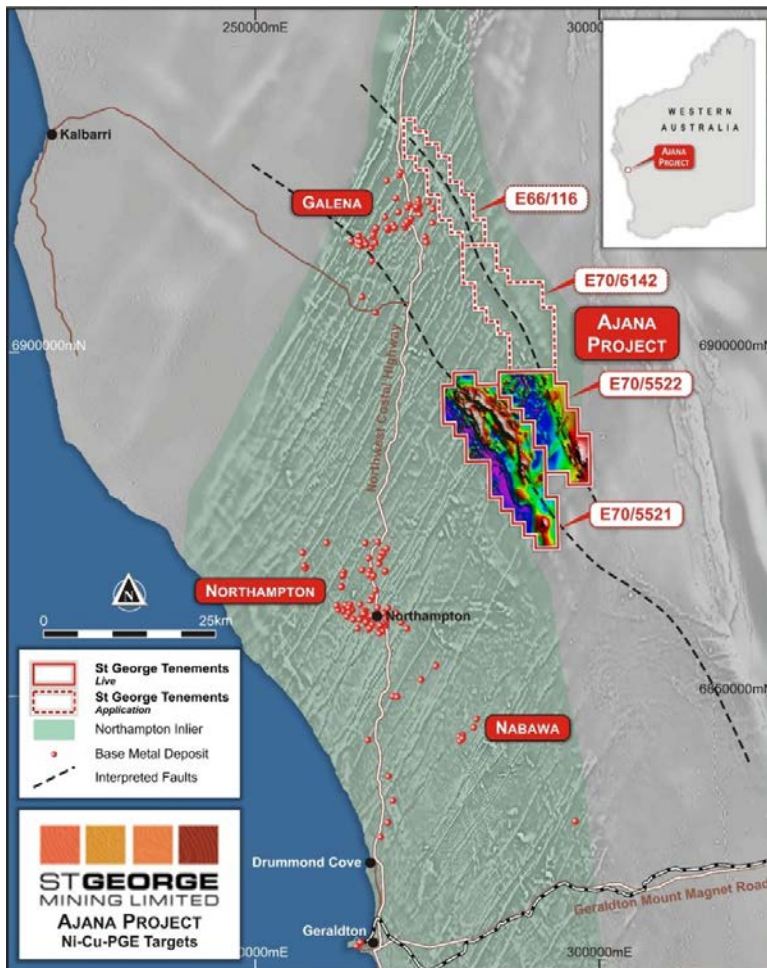 250000mE
30000
WESTERN
AUSTRALIA
AJANA
PROJECT
Kalbarri
GALENA
E66/116
E70/6142
6900000mN
6900000mN
AJANA
PROJECT
Northwest Costal Highway
E70/5522
E70/5521
NORTHAMPTON
Northampton
N
0
25km
St George Tenements
Live
St George Tenements
Application
Northampton Inlier
Base Metal Deposit
Interpreted Faults
6850000mN
NABAWA
STGEORGE
MINING LIMITED
AJANA PROJECT
Ni-Cu-PGE Targets
Drummond Cove
Geraldton Mount Magnet Road
Geraldton
0000mE
300000mE